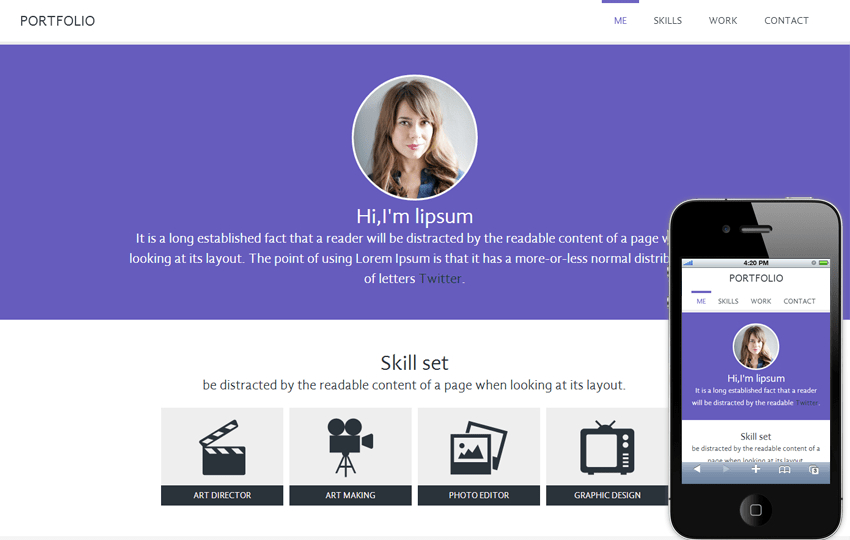 PORTFOLIO
ME SKILLS WORK CONTACT
Hi,I'm lipsum
It is a long established fact that a reader will be distracted by the readable content of a page
looking at its layout. The point of using Lorem Ipsum is that it has a more-or-less normal distrib
of letters Twitter.
Skill set
be distracted by the readable content of a page when looking at its layout.
ART DIRECTOR
ART MAKING
PHOTO EDITOR
GRAPHIC DESIGN
4:20 PM
PORTFOLIO
ME SKILLS WORK CONTACT
Hi,I'm lipsum
It is a long established fact that a reader
will be distracted by the readable Twitter.
Skill set
be distracted by the readable content of a
page when looking at its layout.